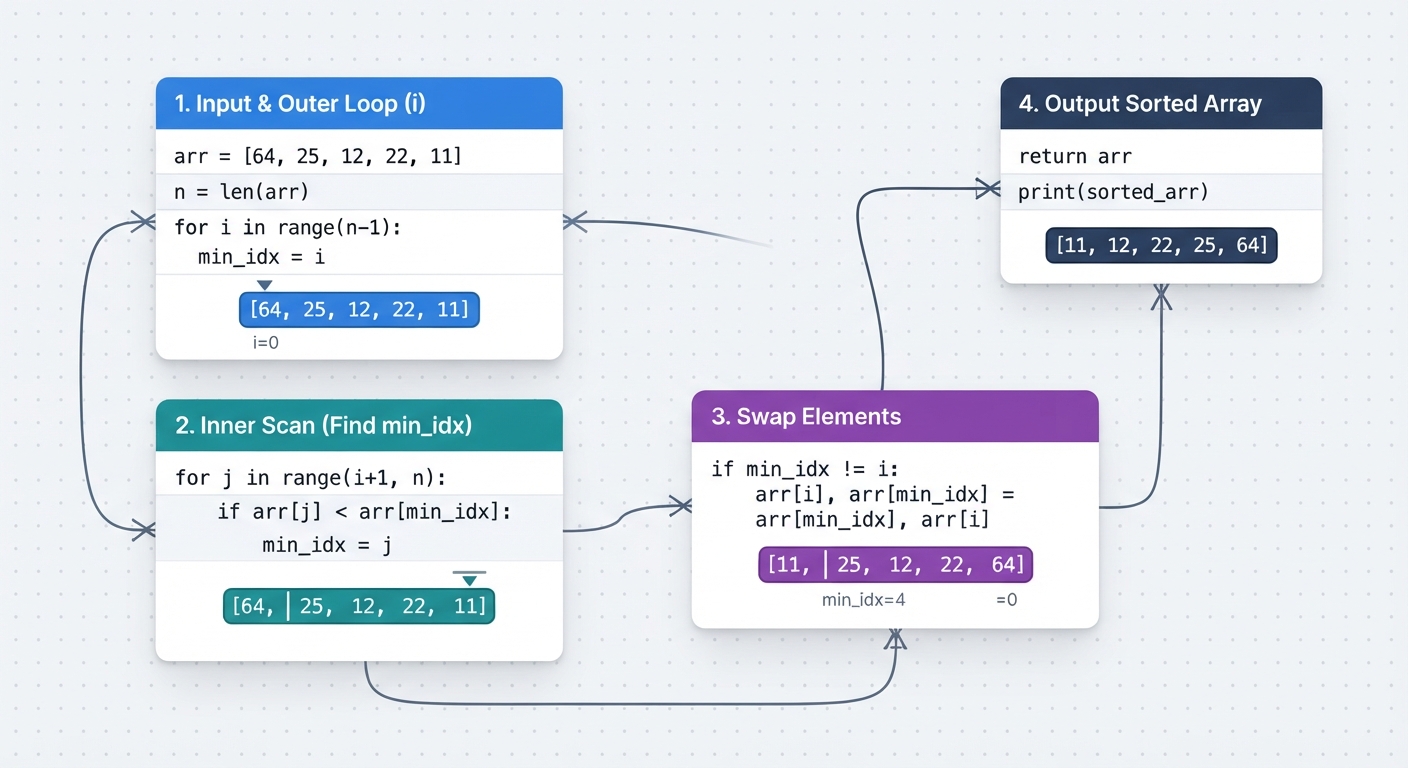 1. Input & Outer Loop (i)
arr = [64, 25, 12, 22, 11]
n = len(arr)
for i in range(n-1):
min_idx = i
[64, 25, 12, 22, 11]
i=0
2. Inner Scan (Find min_idx)
for j in range(i+1, n):
if arr[j] < arr[min_idx]:
min_idx = j
[64, | 25, 12, 22, 11]
3. Swap Elements
if min_idx != i:
arr[i], arr[min_idx] =
arr[min_idx], arr[i]
[11, | 25, 12, 22, 64]
min_idx=4 =0
4. Output Sorted Array
return arr
print(sorted_arr)
[11, 12, 22, 25, 64]